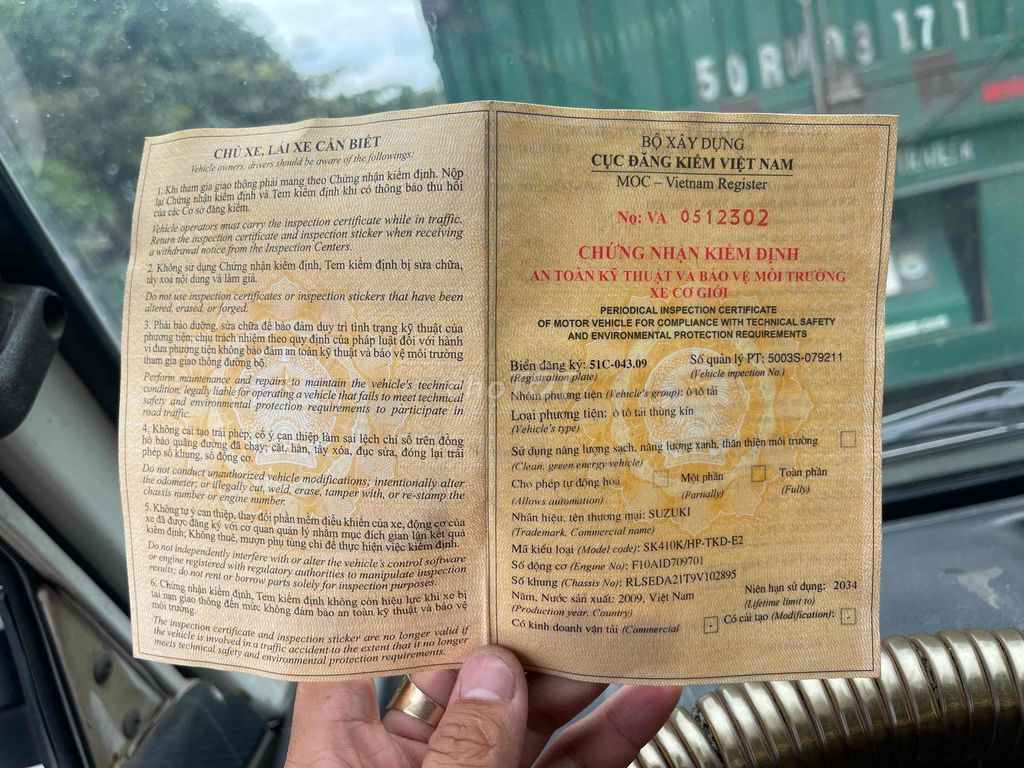 50RM 03 171
CHỦ XE, LÁI XE CẦN BIẾT
Vehicle owners, drivers should be aware of the followings:
1. Khi tham gia giao thông phải mang theo Chứng nhận kiểm định. Nộp
lại Chứng nhận kiểm định và Tem kiểm định khi có thông báo thu hồi
của các Cơ sở đăng kiểm.
Vehicle operators must carry the inspection certificate while in traffic.
Return the inspection certificate and inspection sticker when receiving
a withdrawal notice from the Inspection Centers.
2. Không sử dụng Chứng nhận kiểm định, Tem kiểm định bị sửa chữa,
tẩy xóa nội dung và làm giả.
Do not use inspection certificates or inspection stickers that have been
altered, erased, or forged.
3. Phải bảo dưỡng, sửa chữa để bảo đảm duy trì tình trạng kỹ thuật của
phương tiện; chịu trách nhiệm theo quy định của pháp luật đối với hành
vi đưa phương tiện không bảo đảm an toàn kỹ thuật và bảo vệ môi trường
tham gia giao thông đường bộ.
Perform maintenance and repairs to maintain the vehicle's technical
condition; legally liable for operating a vehicle that fails to meet technical
safety and environmental protection requirements to participate in
road traffic.
4. Không cải tạo trái phép; cố ý can thiệp làm sai lệch chỉ số trên đồng
hồ báo quãng đường đã chạy; cắt, hàn, tẩy xóa, đục sửa, đóng lại trái
phép số khung, số động cơ.
Do not conduct unauthorized vehicle modifications; intentionally alter
the odometer; or illegally cut, weld, erase, tamper with, or re-stamp the
chassis number or engine number.
5. Không tự ý can thiệp, thay đổi phần mềm điều khiển của xe, động cơ của
xe đã được đăng ký với cơ quan quản lý nhằm mục đích gian lận kết quả
kiểm định; Không thuê, mượn phụ tùng chỉ để thực hiện việc kiểm định.
Do not independently interfere with or alter the vehicle's control software
or engine registered with regulatory authorities to manipulate inspection
results; do not rent or borrow parts solely for inspection purposes.
6. Chứng nhận kiểm định, Tem kiểm định không còn hiệu lực khi xe bị
tai nạn giao thông đến mức không đảm bảo an toàn kỹ thuật và bảo vệ
môi trường.
The inspection certificate and inspection sticker are no longer valid if
the vehicle is involved in a traffic accident to the extent that it no longer
meets technical safety and environmental protection requirements.
BỘ XÂY DỰNG
CỤC ĐĂNG KIỂM VIỆT NAM
MOC – Vietnam Register
No: VA 0512302
CHỨNG NHẬN KIỂM ĐỊNH
AN TOÀN KỸ THUẬT VÀ BẢO VỆ MÔI TRƯỜNG
XE CƠ GIỚI
PERIODICAL INSPECTION CERTIFICATE
OF MOTOR VEHICLE FOR COMPLIANCE WITH TECHNICAL SAFETY
AND ENVIRONMENTAL PROTECTION REQUIREMENTS
Biển đăng ký: 51C-043.09 Số quản lý PT: 5003S-079211
(Registration plate) (Vehicle inspection No.)
Nhóm phương tiện (Vehicle's group): ô tô tải
Loại phương tiện: ô tô tải thùng kín
(Vehicle's type)
Sử dụng năng lượng sạch, năng lượng xanh, thân thiện môi trường
(Clean, green energy vehicle)
Cho phép tự động hoá Một phần Toàn phần
(Allows automation) (Partially) (Fully)
Nhãn hiệu, tên thương mại: SUZUKI
(Trademark, Commercial name)
Mã kiểu loại (Model code): SK410K/HP-TKD-E2
Số động cơ (Engine No): F10AID709701
Số khung (Chassis No): RLSEDA21T9V102895
Năm, Nước sản xuất: 2009, Việt Nam Niên hạn sử dụng: 2034
(Production year, Country) (Lifetime limit to)
Có kinh doanh vận tải (Commercial - Có cải tạo (Modification): -